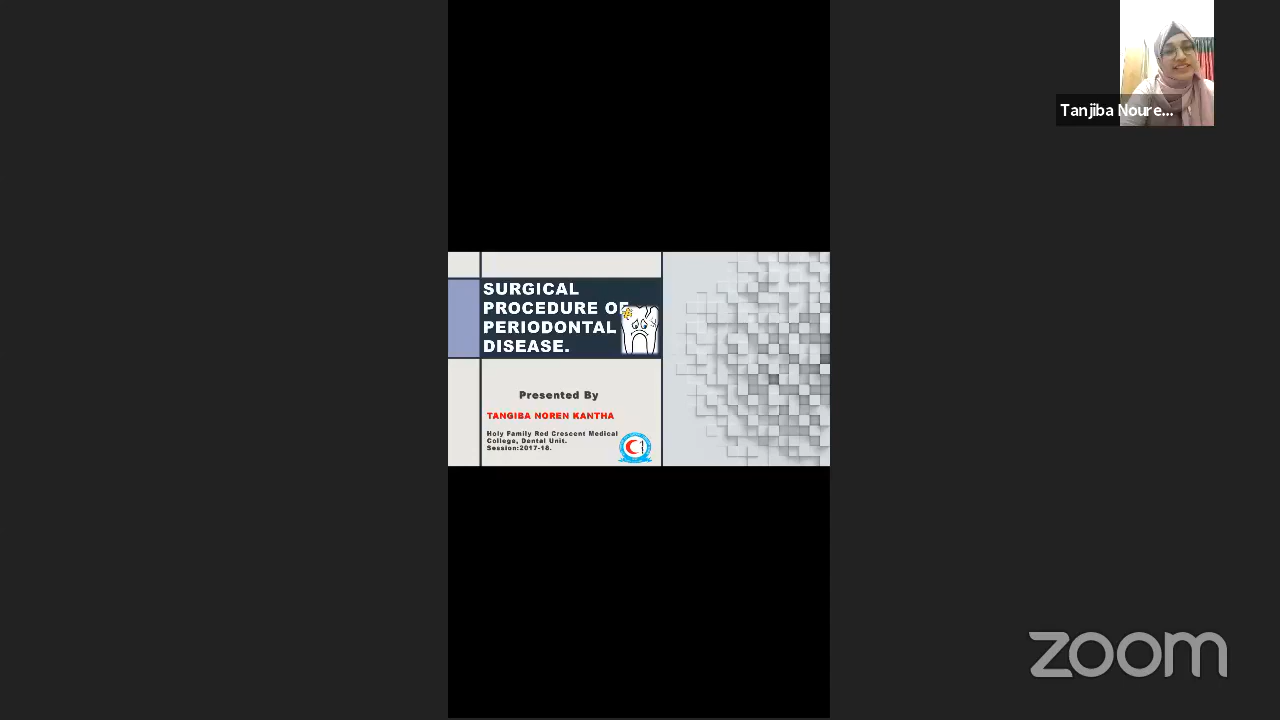 Tanjiba Noure...
SURGICAL
PROCEDURE OF
PERIODONTAL
DISEASE.
Presented By
TANGIBA NOREN KANTHA
Holy Family Red Crescent Medical
College, Dental Unit.
Session:2017-18.
zoom